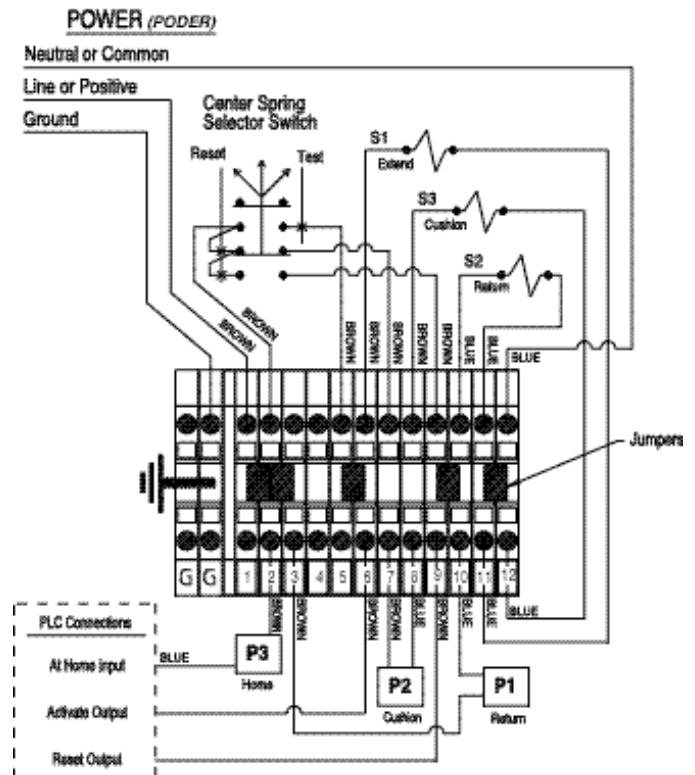 POWER (PODER)
Neutral or Common
Line or Positive
Ground
Center Spring
Selector Switch
Reset
Test
S1
Extend
S3
Cushion
S2
Return
BROWN
BROWN
BROWN
BROWN
BROWN
BROWN
BROWN
BLUE
BLUE
BLUE
Jumpers
G G 1 2 3 4 5 6 7 8 9 10 11 12
BROWN
BROWN
BROWN
BROWN
BLUE
BROWN
BLUE
BLUE
BLUE
PLC Connections
At Home Input
BLUE
P3
Home
Activate Output
P2
Cushion
P1
Return
Reset Output